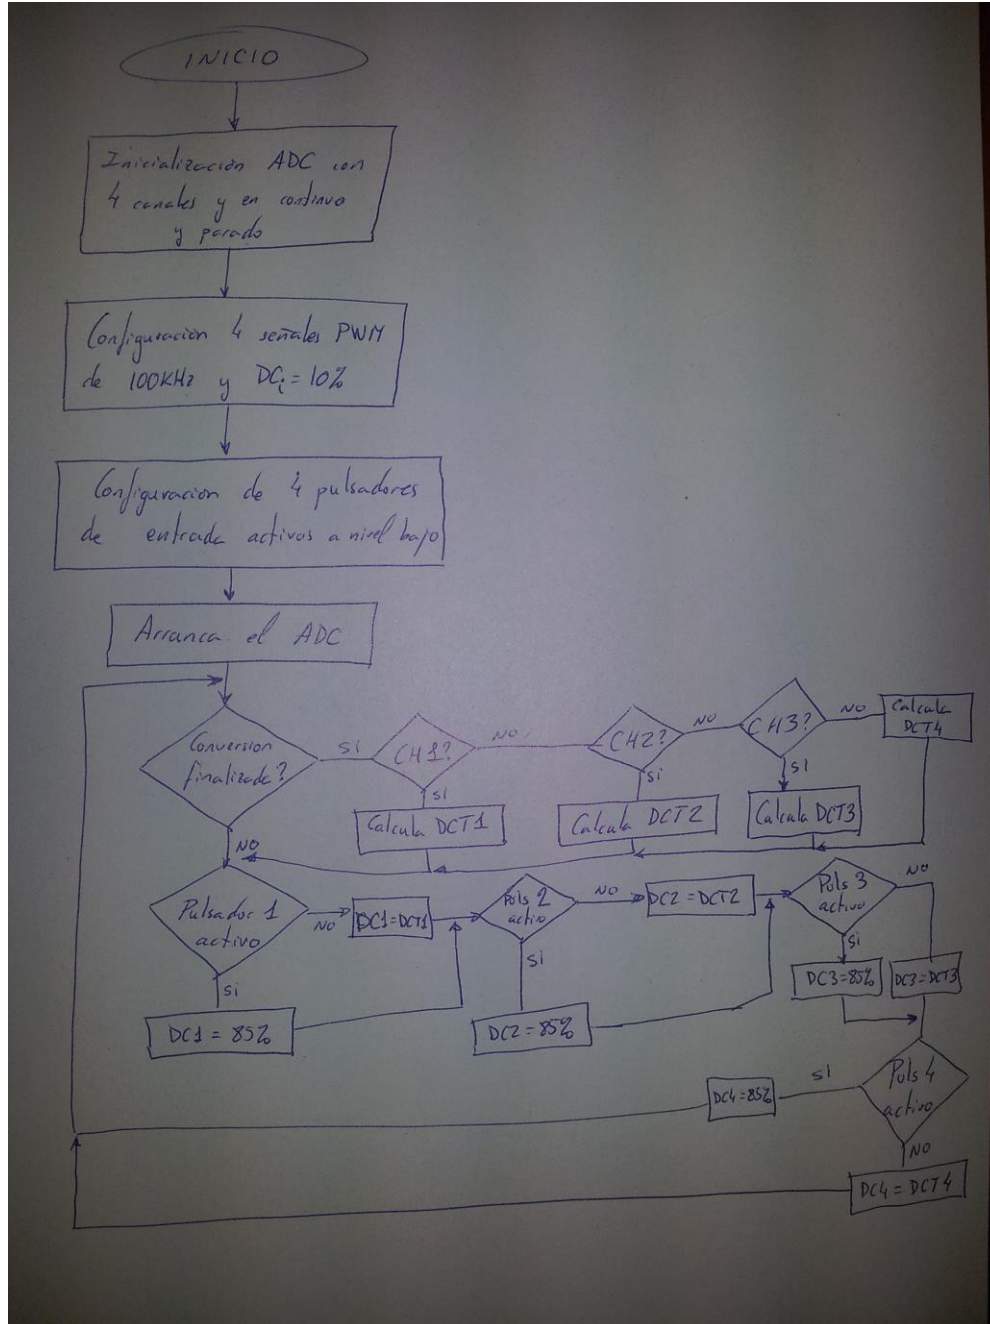 INICIO
Inicialización ADC con
4 canales y en continuo
y parado
Configuración 4 señales PWM
de 100KHz y DCi = 10%
Configuración de 4 pulsadores
de entrada activos a nivel bajo
Arranca el ADC
Conversion
finalizada?
SI
CH1?
NO
CH2?
NO
CH3?
NO
Calcula
DCT4
SI
Calcula DCT1
SI
Calcula DCT2
SI
Calcula DCT3
NO
Pulsador 1
activo
NO
DC1=DCT1
Puls 2
activo
NO
DC2=DCT2
Puls 3
activo
NO
SI
DC1 = 85%
SI
DC2 = 85%
SI
DC3=85%
DC3=DCT3
Puls 4
activo
SI
DC4=85%
NO
DC4 = DCT4